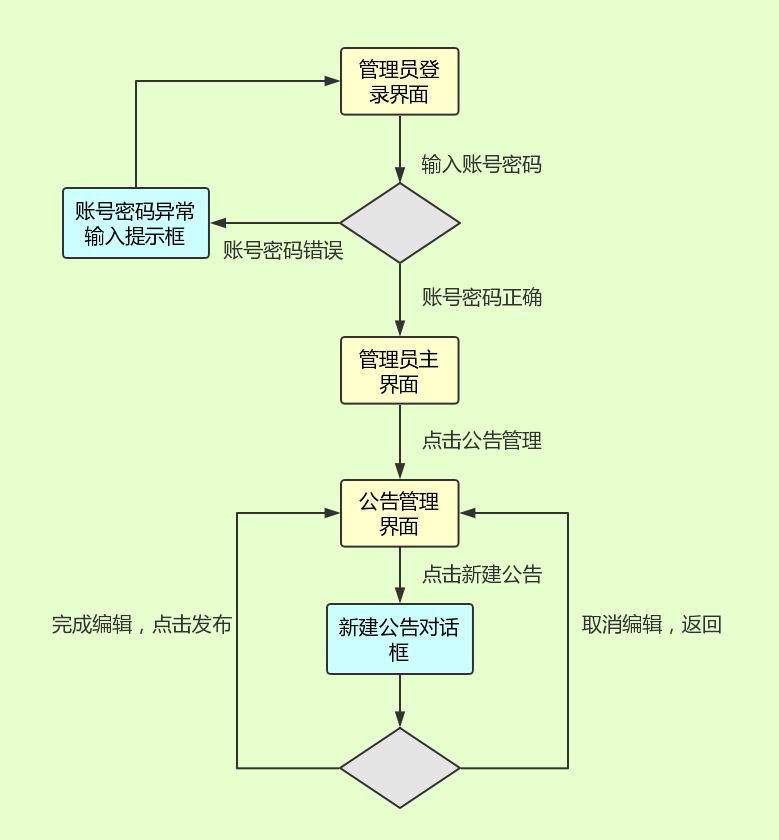 管理员登
录界面
输入账号密码
账号密码异常
输入提示框
账号密码错误
账号密码正确
管理员主
界面
点击公告管理
公告管理
界面
点击新建公告
完成编辑，点击发布
新建公告对话
框
取消编辑，返回